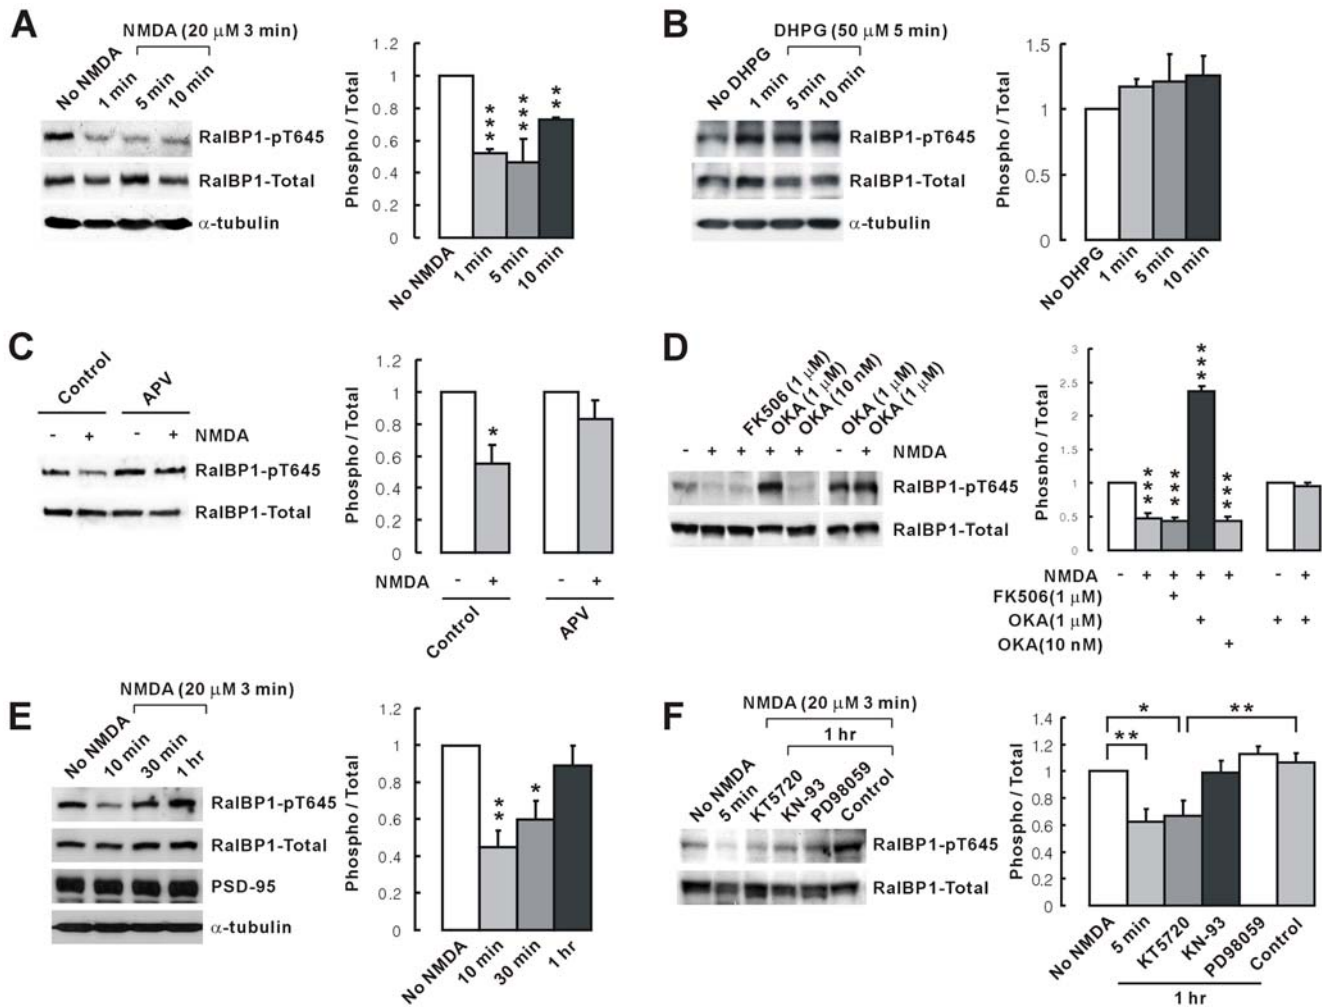 A
NMDA (20 μM 3 min)
No NMDA
1 min
5 min
10 min
RalBP1-pT645
RalBP1-Total
α-tubulin
Phospho / Total
1.2
1
0.8
0.6
0.4
0.2
0
***
***
**
No NMDA
1 min
5 min
10 min
B
DHPG (50 μM 5 min)
No DHPG
1 min
5 min
10 min
RalBP1-pT645
RalBP1-Total
α-tubulin
Phospho / Total
1.5
1
0.5
0
No DHPG
1 min
5 min
10 min
C
Control
APV
- + - + NMDA
RalBP1-pT645
RalBP1-Total
Phospho / Total
1.2
1
0.8
0.6
0.4
0.2
0
*
NMDA - + - +
Control
APV
D
FK506 (1 μM)
OKA (1 μM)
OKA (10 nM)
OKA (1 μM)
OKA (1 μM)
- + + + + - + NMDA
RalBP1-pT645
RalBP1-Total
Phospho / Total
3
2.5
2
1.5
1
0.5
0
***
***
***
***
NMDA - + + + + - +
FK506(1 μM) +
OKA(1 μM) + + +
OKA(10 nM) +
E
NMDA (20 μM 3 min)
No NMDA
10 min
30 min
1 hr
RalBP1-pT645
RalBP1-Total
PSD-95
α-tubulin
Phospho / Total
1.2
1
0.8
0.6
0.4
0.2
0
**
*
No NMDA
10 min
30 min
1 hr
F
NMDA (20 μM 3 min)
1 hr
No NMDA
5 min
KT5720
KN-93
PD98059
Control
RalBP1-pT645
RalBP1-Total
Phospho / Total
1.4
1.2
1
0.8
0.6
0.4
0.2
0
*
**
**
No NMDA
5 min
KT5720
KN-93
PD98059
Control
1 hr